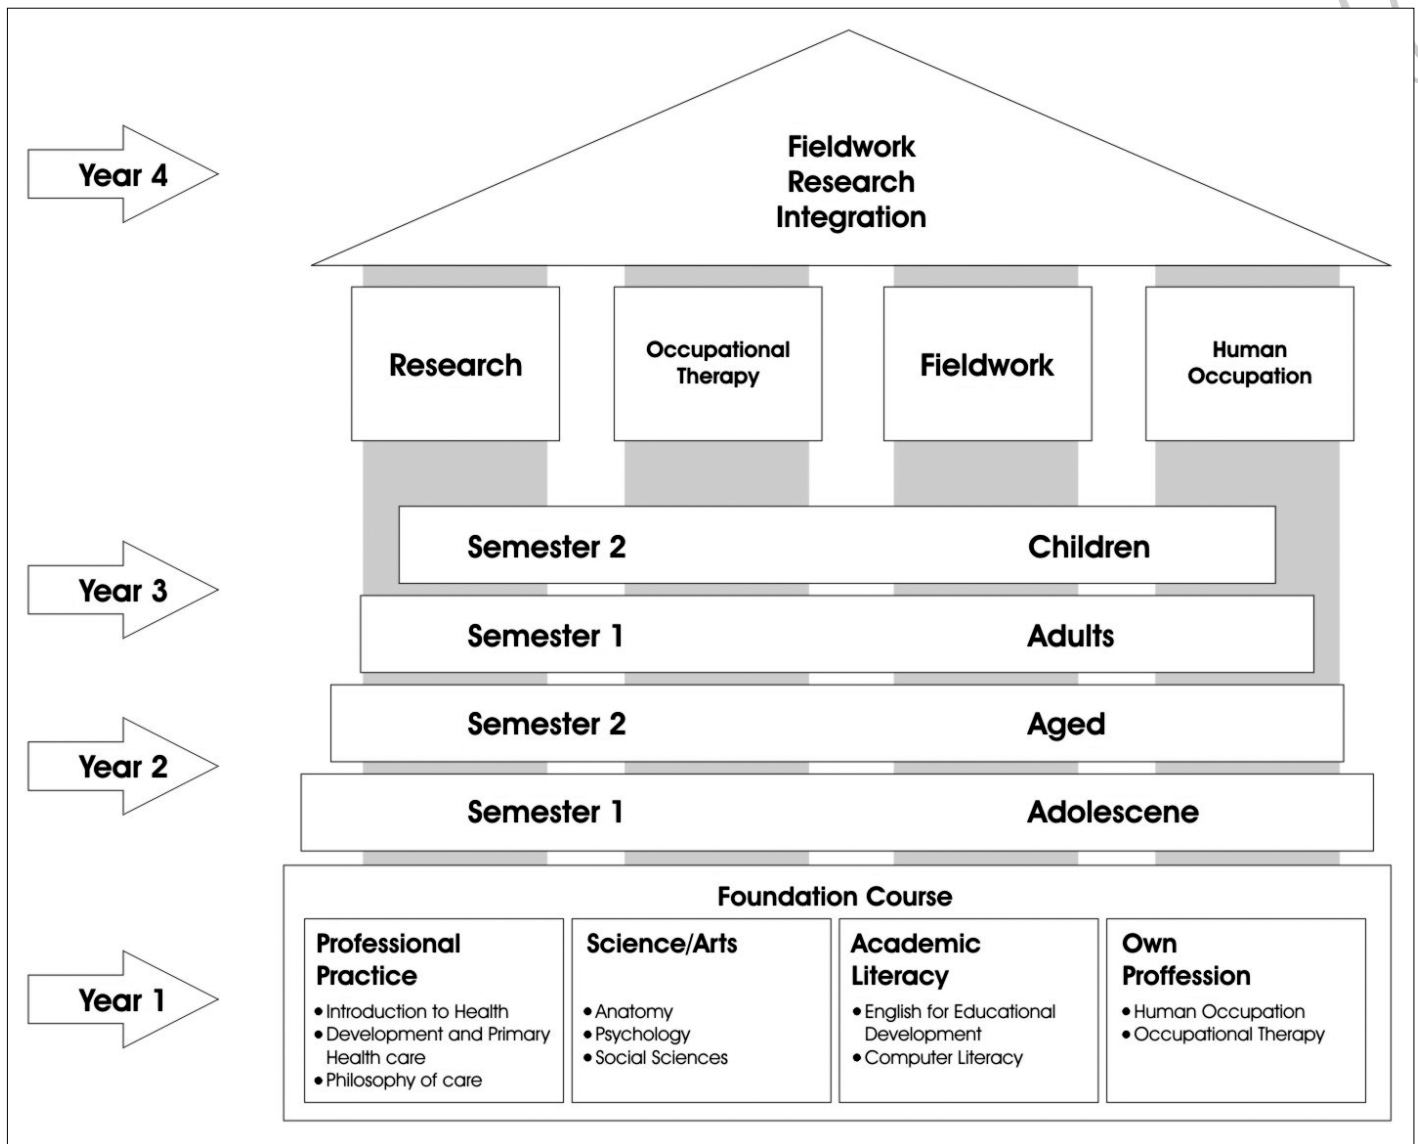 Year 4
Fieldwork
Research
Integration
Research
Occupational
Therapy
Fieldwork
Human
Occupation
Year 3
Semester 2 Children
Semester 1 Adults
Year 2
Semester 2 Aged
Semester 1 Adolescene
Year 1
Foundation Course
Professional
Practice
• Introduction to Health
• Development and Primary
Health care
• Philosophy of care
Science/Arts
• Anatomy
• Psychology
• Social Sciences
Academic
Literacy
• English for Educational
Development
• Computer Literacy
Own
Proffession
• Human Occupation
• Occupational Therapy